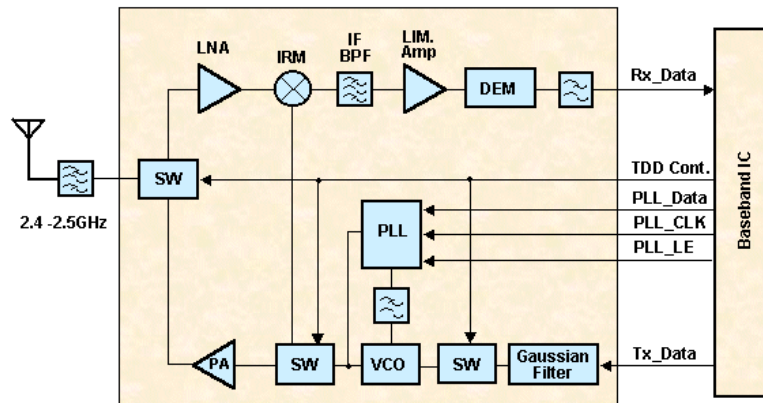 LNA
IRM
IF
BPF
LIM.
Amp
DEM
Rx_Data
SW
TDD Cont.
2.4 -2.5GHz
PLL
PLL_Data
PLL_CLK
PLL_LE
Baseband IC
PA
SW
VCO
SW
Gaussian
Filter
Tx_Data